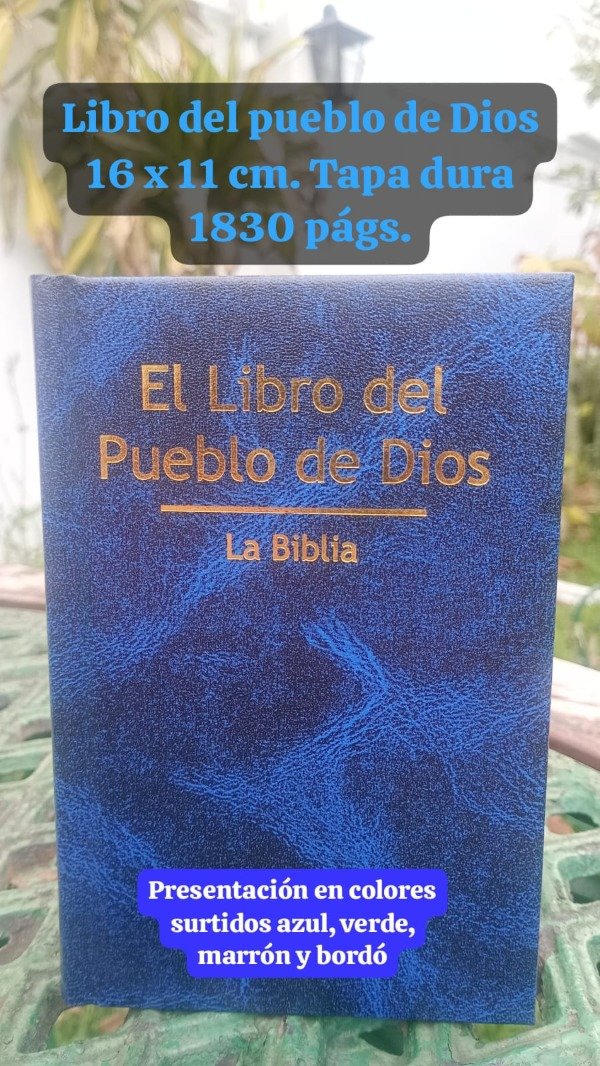 Libro del pueblo de Dios
16 x 11 cm. Tapa dura
1830 págs.
El Libro del
Pueblo de Dios
La Biblia
Presentación en colores
surtidos azul, verde,
marrón y bordó